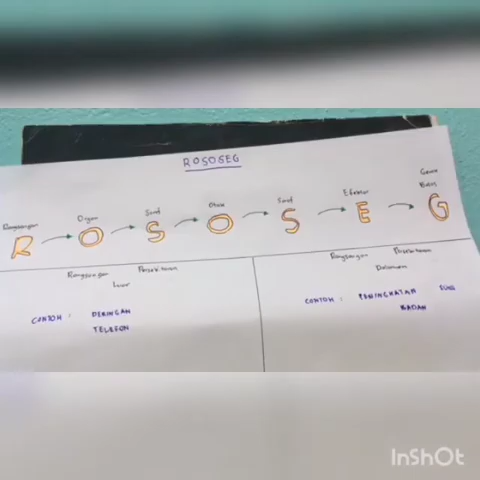 ROSOSEG
Rangsangan Organ Saraf Otak Saraf Efektor Gerak Balas
R O S O S E G
Rangsangan Persekitaran
Luar
CONTOH : DERINGAN
TELEFON
Rangsangan Persekitaran
Dalaman
CONTOH : PENINGKATAN SUHU
BADAN
InShOt